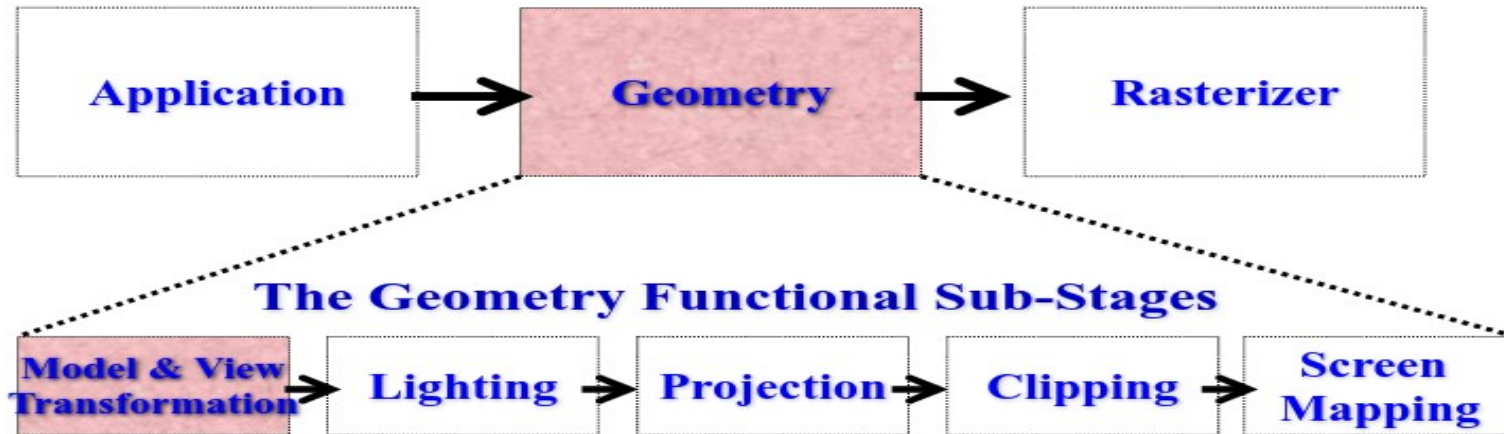 Application
Geometry
Rasterizer
The Geometry Functional Sub-Stages
Model & View
Transformation
Lighting
Projection
Clipping
Screen
Mapping